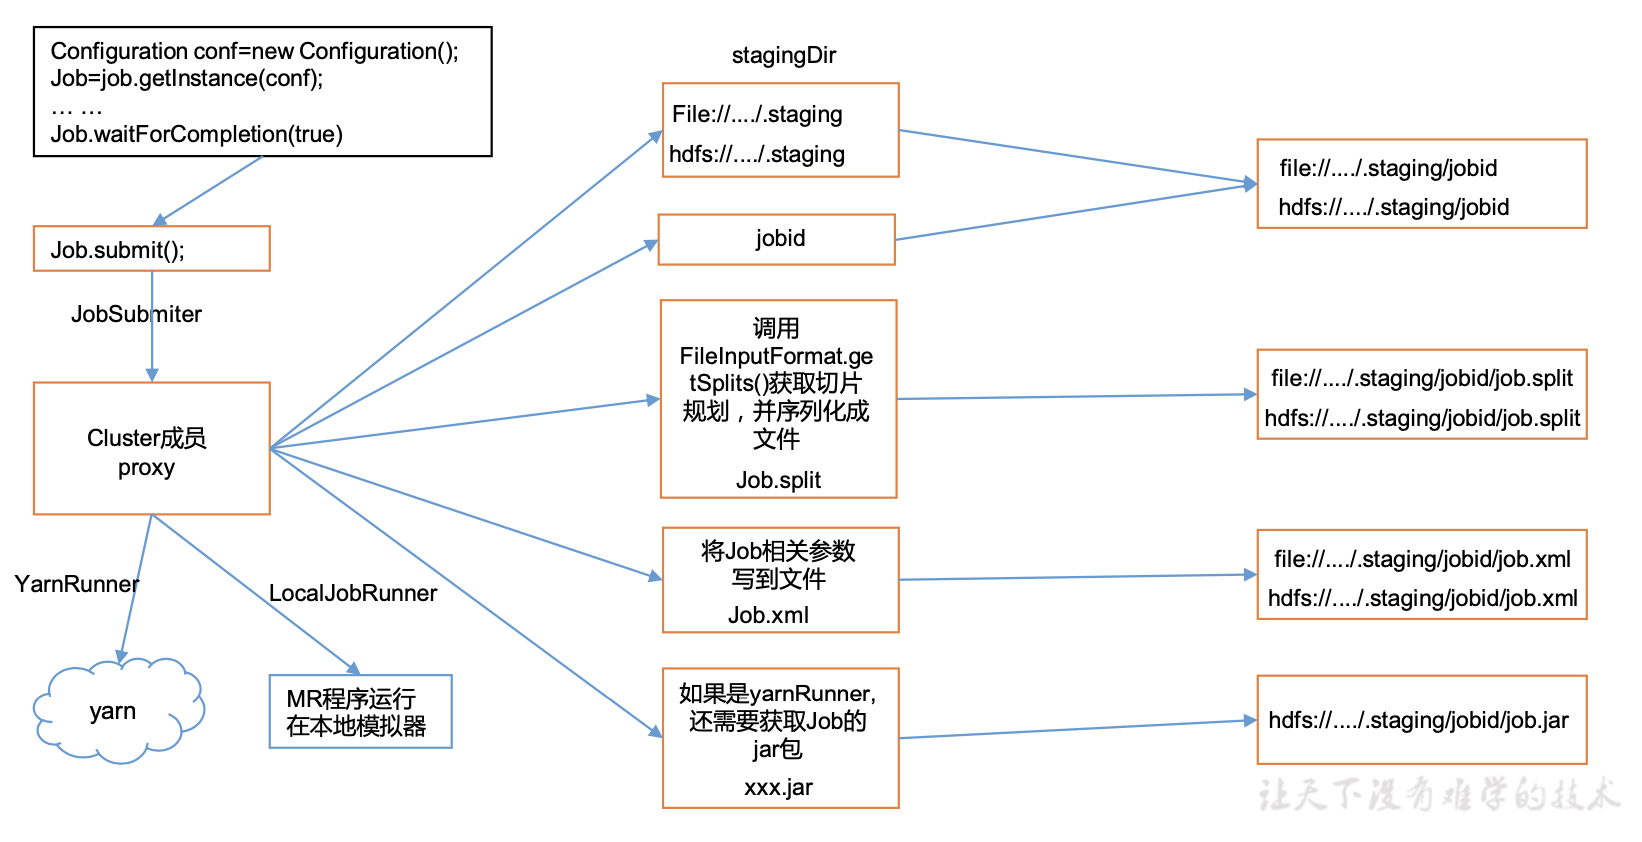 Configuration conf=new Configuration();
Job=job.getInstance(conf);
... ...
Job.waitForCompletion(true)
Job.submit();
JobSubmiter
Cluster成员
proxy
YarnRunner
LocalJobRunner
yarn
MR程序运行
在本地模拟器
stagingDir
File://..../.staging
hdfs://..../.staging
jobid
调用
FileInputFormat.ge
tSplits()获取切片
规划，并序列化成
文件
Job.split
将Job相关参数
写到文件
Job.xml
如果是yarnRunner,
还需要获取Job的
jar包
xxx.jar
file://..../.staging/jobid
hdfs://..../.staging/jobid
file://..../.staging/jobid/job.split
hdfs://..../.staging/jobid/job.split
file://..../.staging/jobid/job.xml
hdfs://..../.staging/jobid/job.xml
hdfs://..../.staging/jobid/job.jar
让天下没有难学的技术